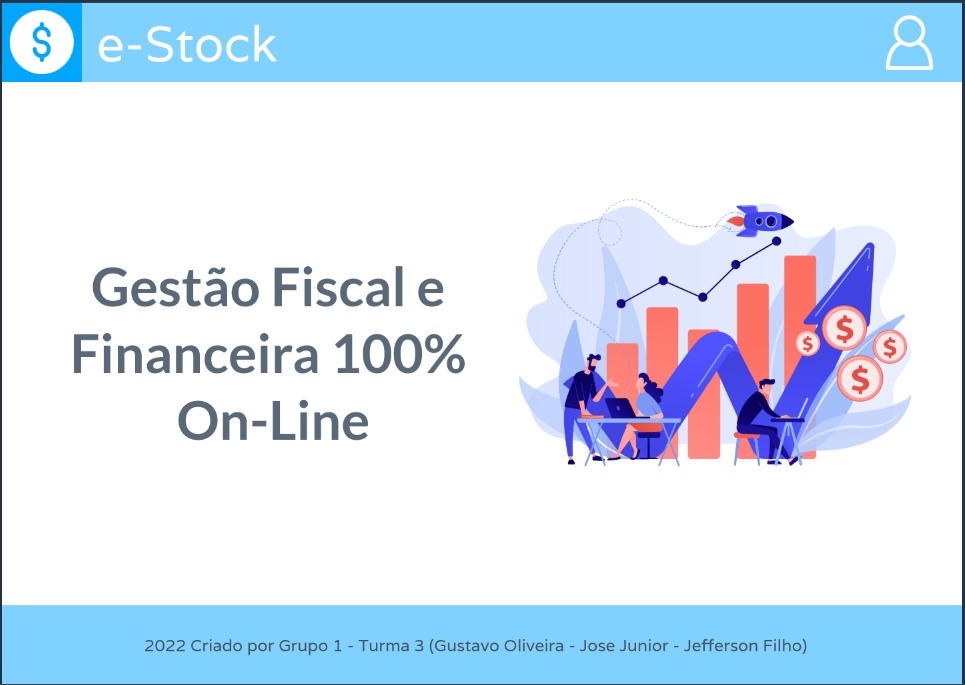 $ e-Stock
Gestão Fiscal e
Financeira 100%
On-Line
$
$
$
$
2022 Criado por Grupo 1 - Turma 3 (Gustavo Oliveira - Jose Junior - Jefferson Filho)